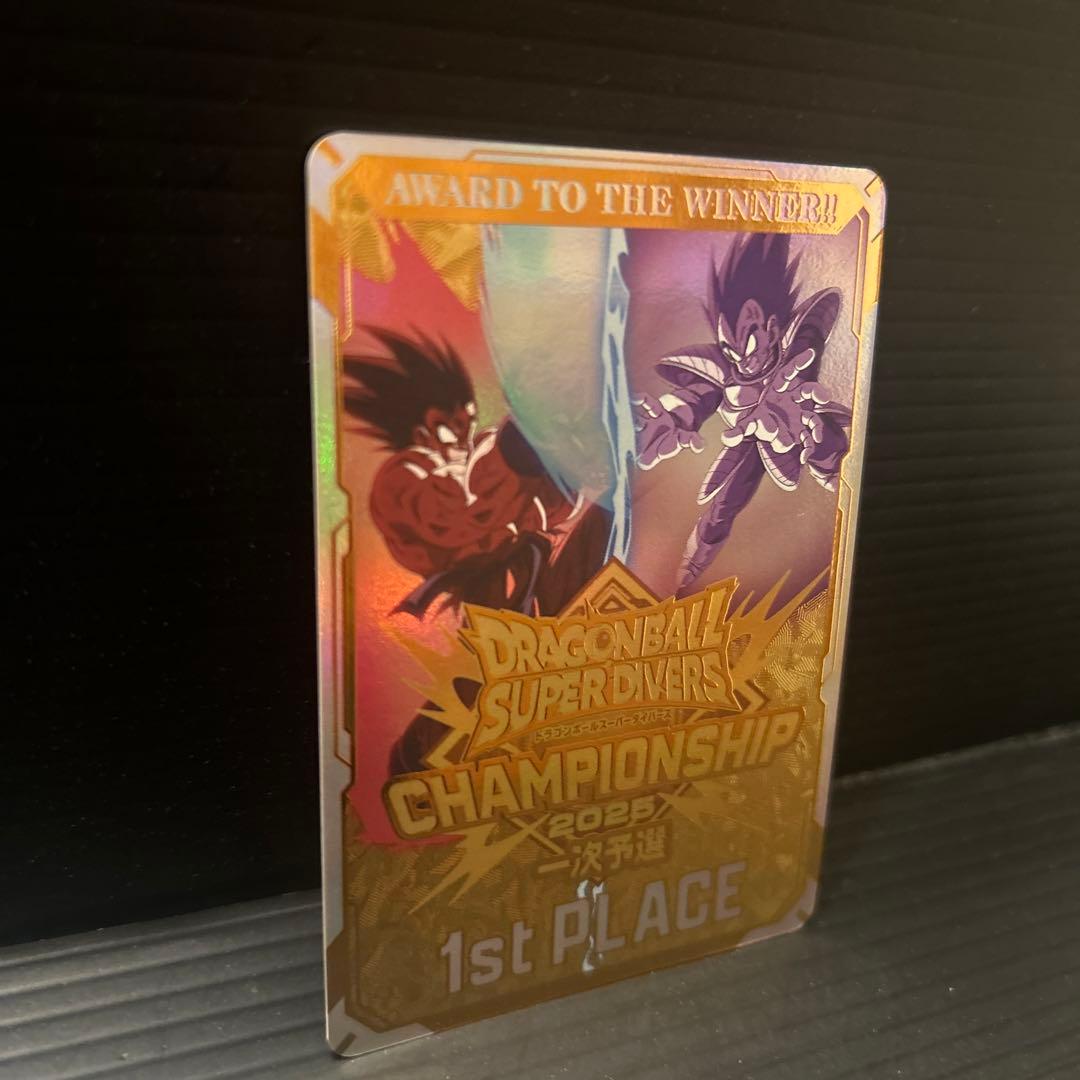 AWARD TO THE WINNER!!
DRAGONBALL
SUPER DIVERS
ドラゴンボールスーパーダイバーズ
CHAMPIONSHIP
2025
一次予選
1st PLACE